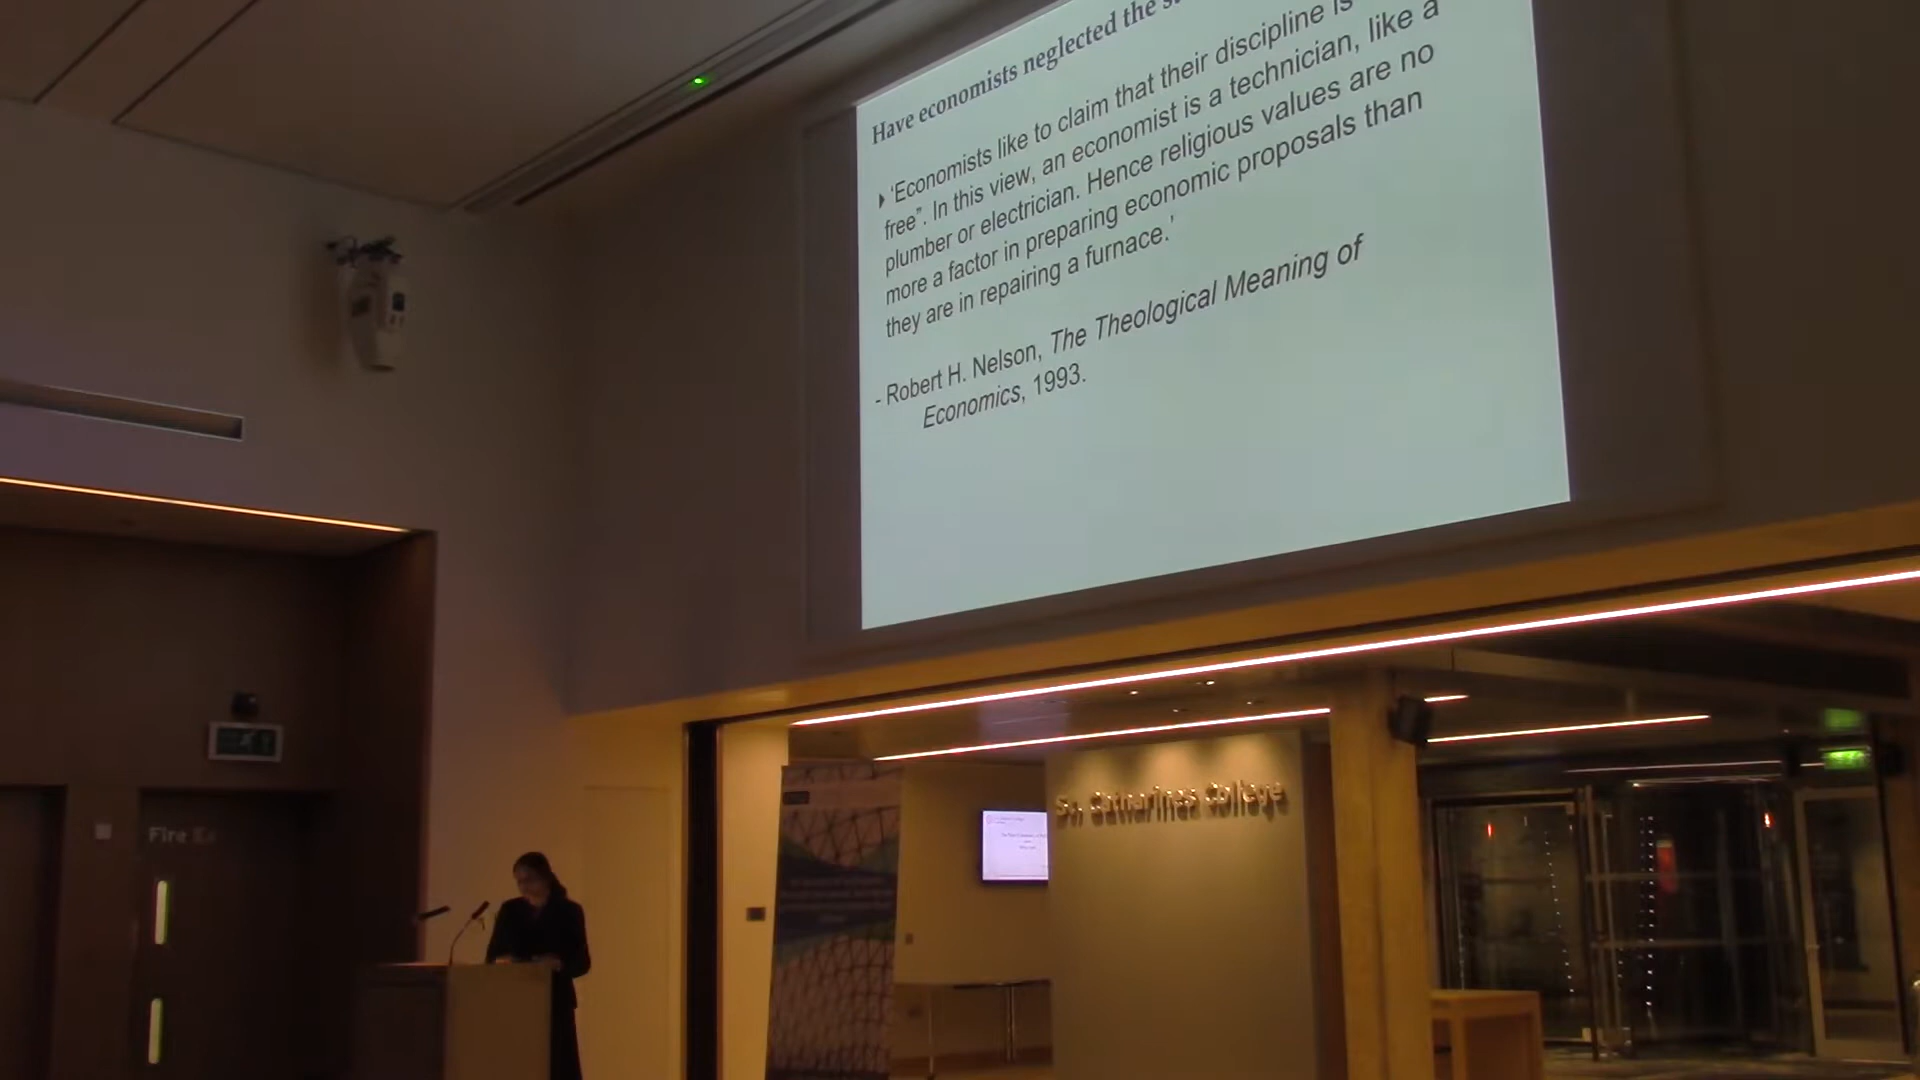 Have economists neglected the
‘Economists like to claim that their discipline is
free”. In this view, an economist is a technician, like a
plumber or electrician. Hence religious values are no
more a factor in preparing economic proposals than
they are in repairing a furnace.’
- Robert H. Nelson, The Theological Meaning of
Economics, 1993.
St. Catharines College
Fire